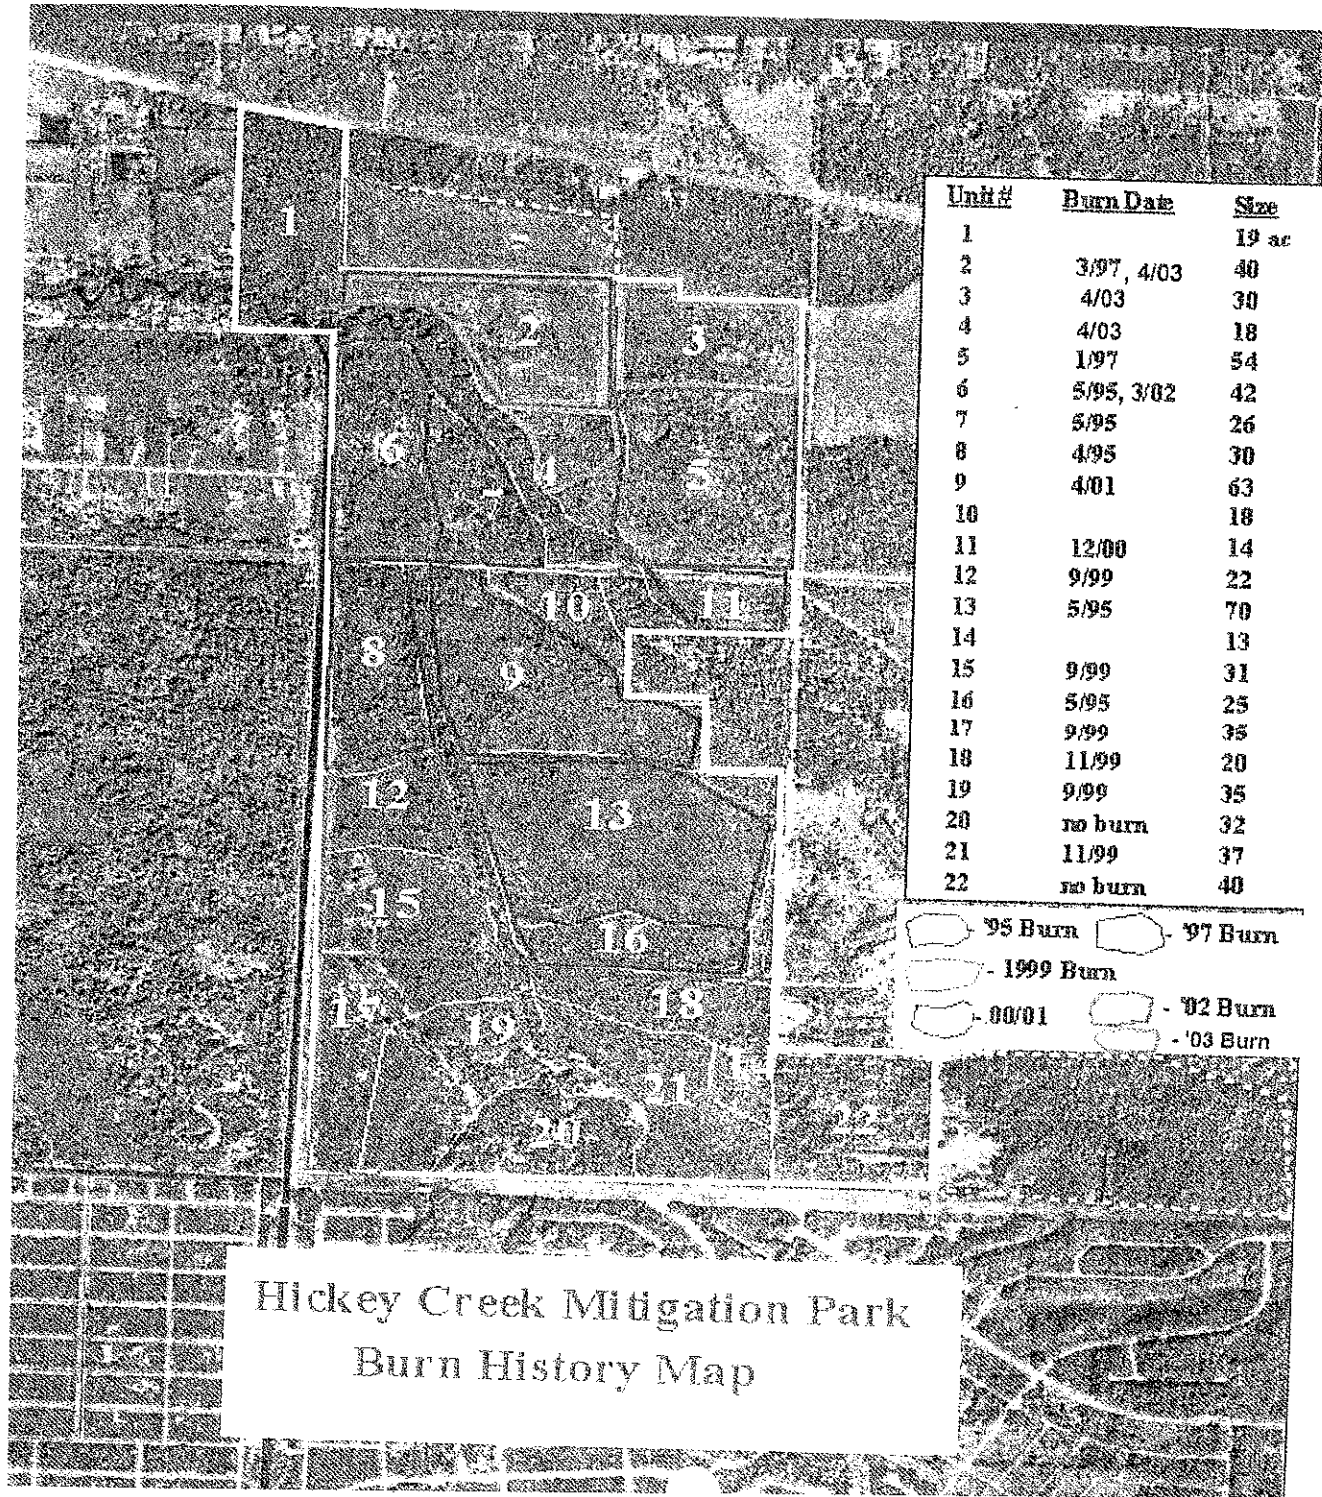 1
2
3
6
4
5
10
11
8
9
12
13
15
16
17
18
19
21
14
20
22
Unit# Burn Date Size
1 19 ac
2 3/97, 4/03 40
3 4/03 30
4 4/03 18
5 1/97 54
6 5/95, 3/02 42
7 5/95 26
8 4/95 30
9 4/01 63
10 18
11 12/00 14
12 9/99 22
13 5/95 70
14 13
15 9/99 31
16 5/95 25
17 9/99 35
18 11/99 20
19 9/99 35
20 no burn 32
21 11/99 37
22 no burn 40
- '95 Burn - '97 Burn
- 1999 Burn
- 00/01 - '02 Burn
- '03 Burn
Hickey Creek Mitigation Park
Burn History Map